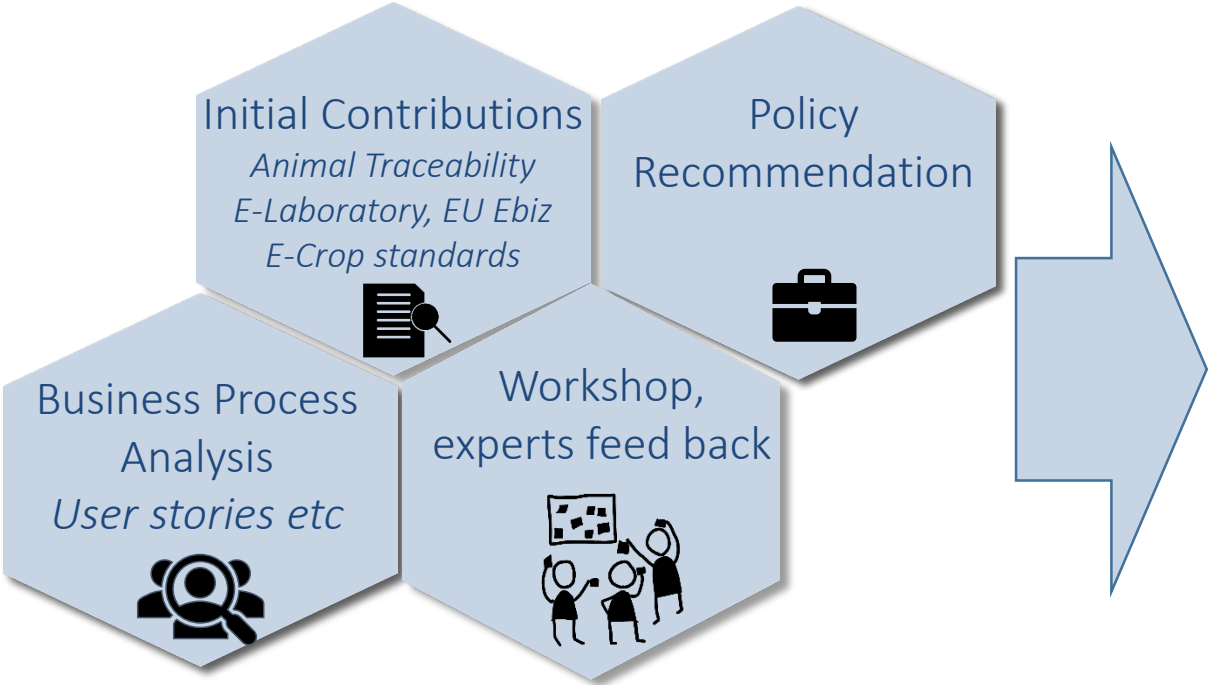 Initial Contributions
Animal Traceability
E-Laboratory, EU Ebiz
E-Crop standards
Policy
Recommendation
Business Process
Analysis
User stories etc
Workshop,
experts feed back